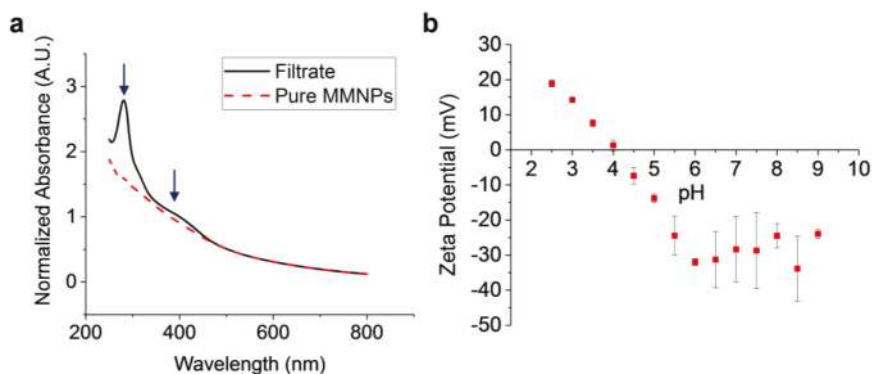 a
Normalized Absorbance (A.U.)
3
2
1
0
Filtrate
Pure MMNPs
200 400 600 800
Wavelength (nm)
b
Zeta Potential (mV)
30
20
10
0
-10
-20
-30
-40
-50
2 3 4 5 6 7 8 9 10
pH